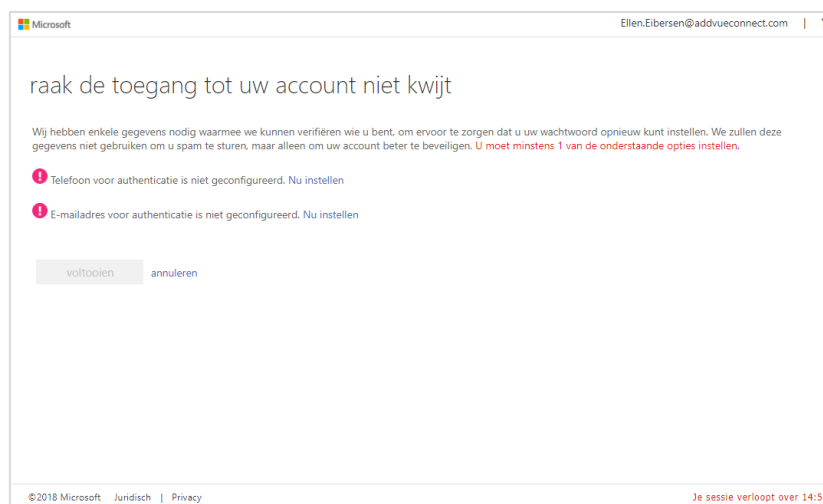 Microsoft
Ellen.Eibersen@addvueconnect.com |
raak de toegang tot uw account niet kwijt
Wij hebben enkele gegevens nodig waarmee we kunnen verifiëren wie u bent, om ervoor te zorgen dat u uw wachtwoord opnieuw kunt instellen. We zullen deze
gegevens niet gebruiken om u spam te sturen, maar alleen om uw account beter te beveiligen. U moet minstens 1 van de onderstaande opties instellen.
! Telefoon voor authenticatie is niet geconfigureerd. Nu instellen
! E-mailadres voor authenticatie is niet geconfigureerd. Nu instellen
voltooien annuleren
©2018 Microsoft Juridisch | Privacy
Je sessie verloopt over 14:5